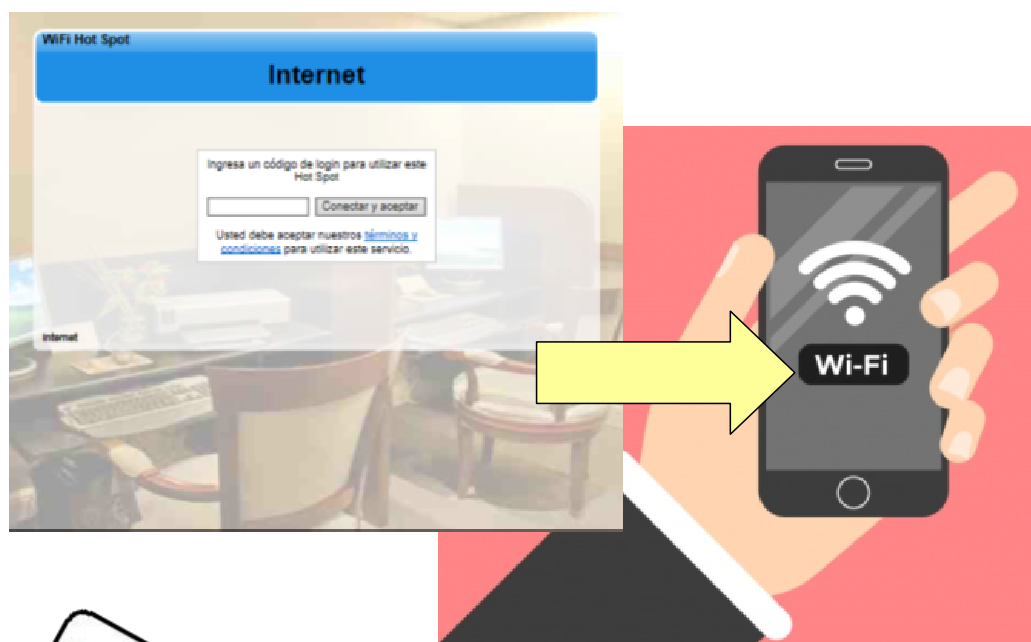 WiFi Hot Spot
Internet
Ingresa un código de login para utilizar este
Hot Spot
Conectar y aceptar
Usted debe aceptar nuestros términos y
condiciones para utilizar este servicio.
Internet
Wi-Fi